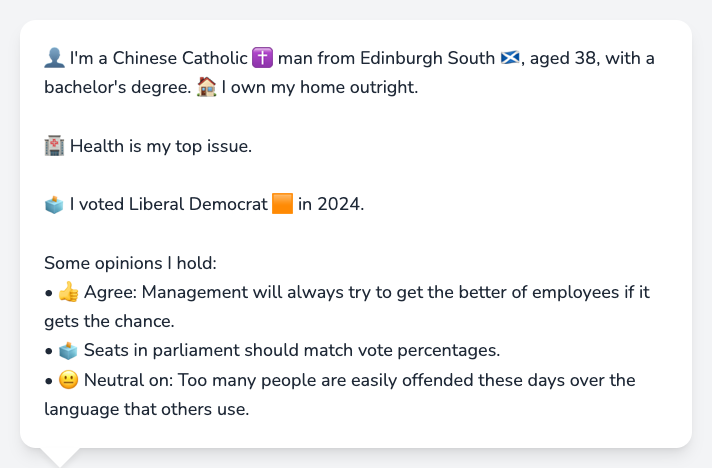 👤 I'm a Chinese Catholic ✝️ man from Edinburgh South 🏴󠁧󠁢󠁳󠁣󠁴󠁿, aged 38, with a
bachelor's degree. 🏠 I own my home outright.
🏥 Health is my top issue.
🗳️ I voted Liberal Democrat 🟧 in 2024.
Some opinions I hold:
• 👍 Agree: Management will always try to get the better of employees if it
gets the chance.
• 🗳️ Seats in parliament should match vote percentages.
• 😐 Neutral on: Too many people are easily offended these days over the
language that others use.